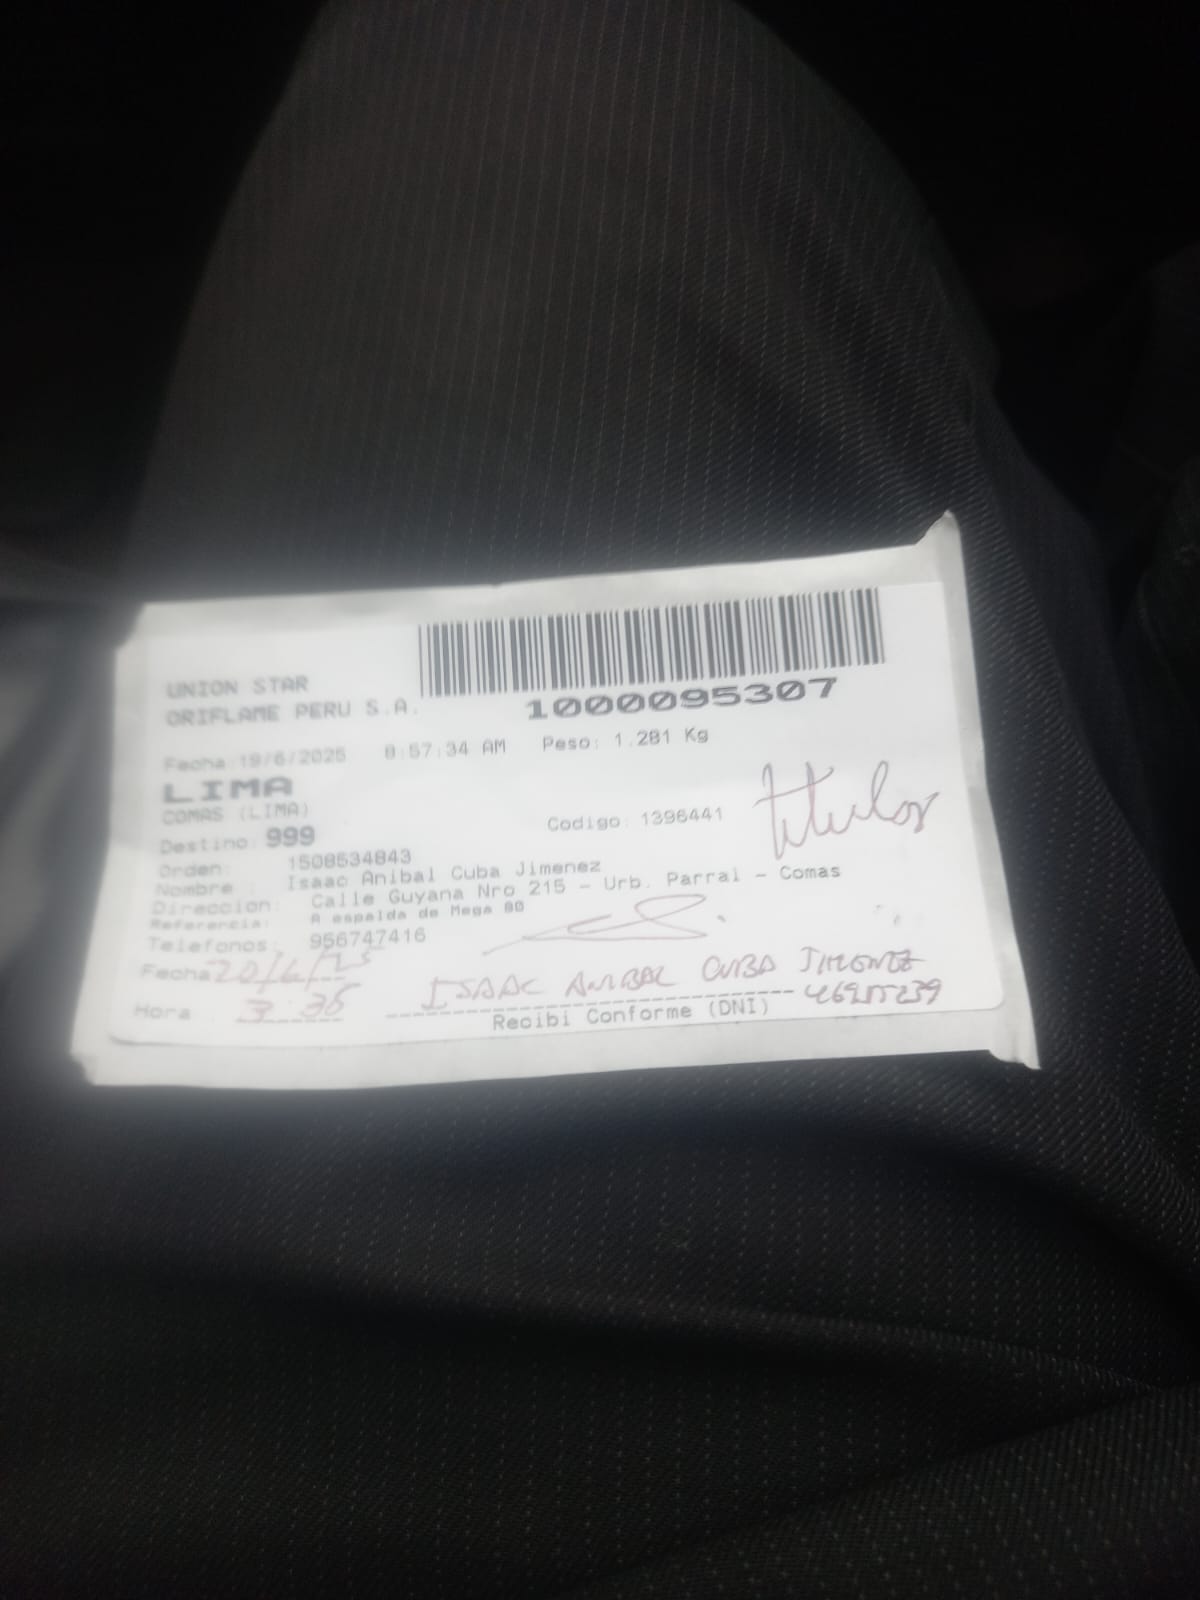 UNION STAR
ORIFLAME PERU S.A.
1000095307
Fecha:19/6/2025 8:57:34 AM Peso: 1.281 Kg
LIMA
COMAS (LIMA)
Destino: 999 Codigo: 1396441
titular
Orden: 1508534843
Nombre : Isaac Anibal Cuba Jimenez
Direccion: Calle Guyana Nro 215 - Urb. Parral - Comas
Referencia: A espalda de Mega 80
Telefonos: 956747416
Fecha 20/6/25
Hora : 3:35
ISAAC ANIBAL CUBA JIMENEZ
Recibi Conforme (DNI)